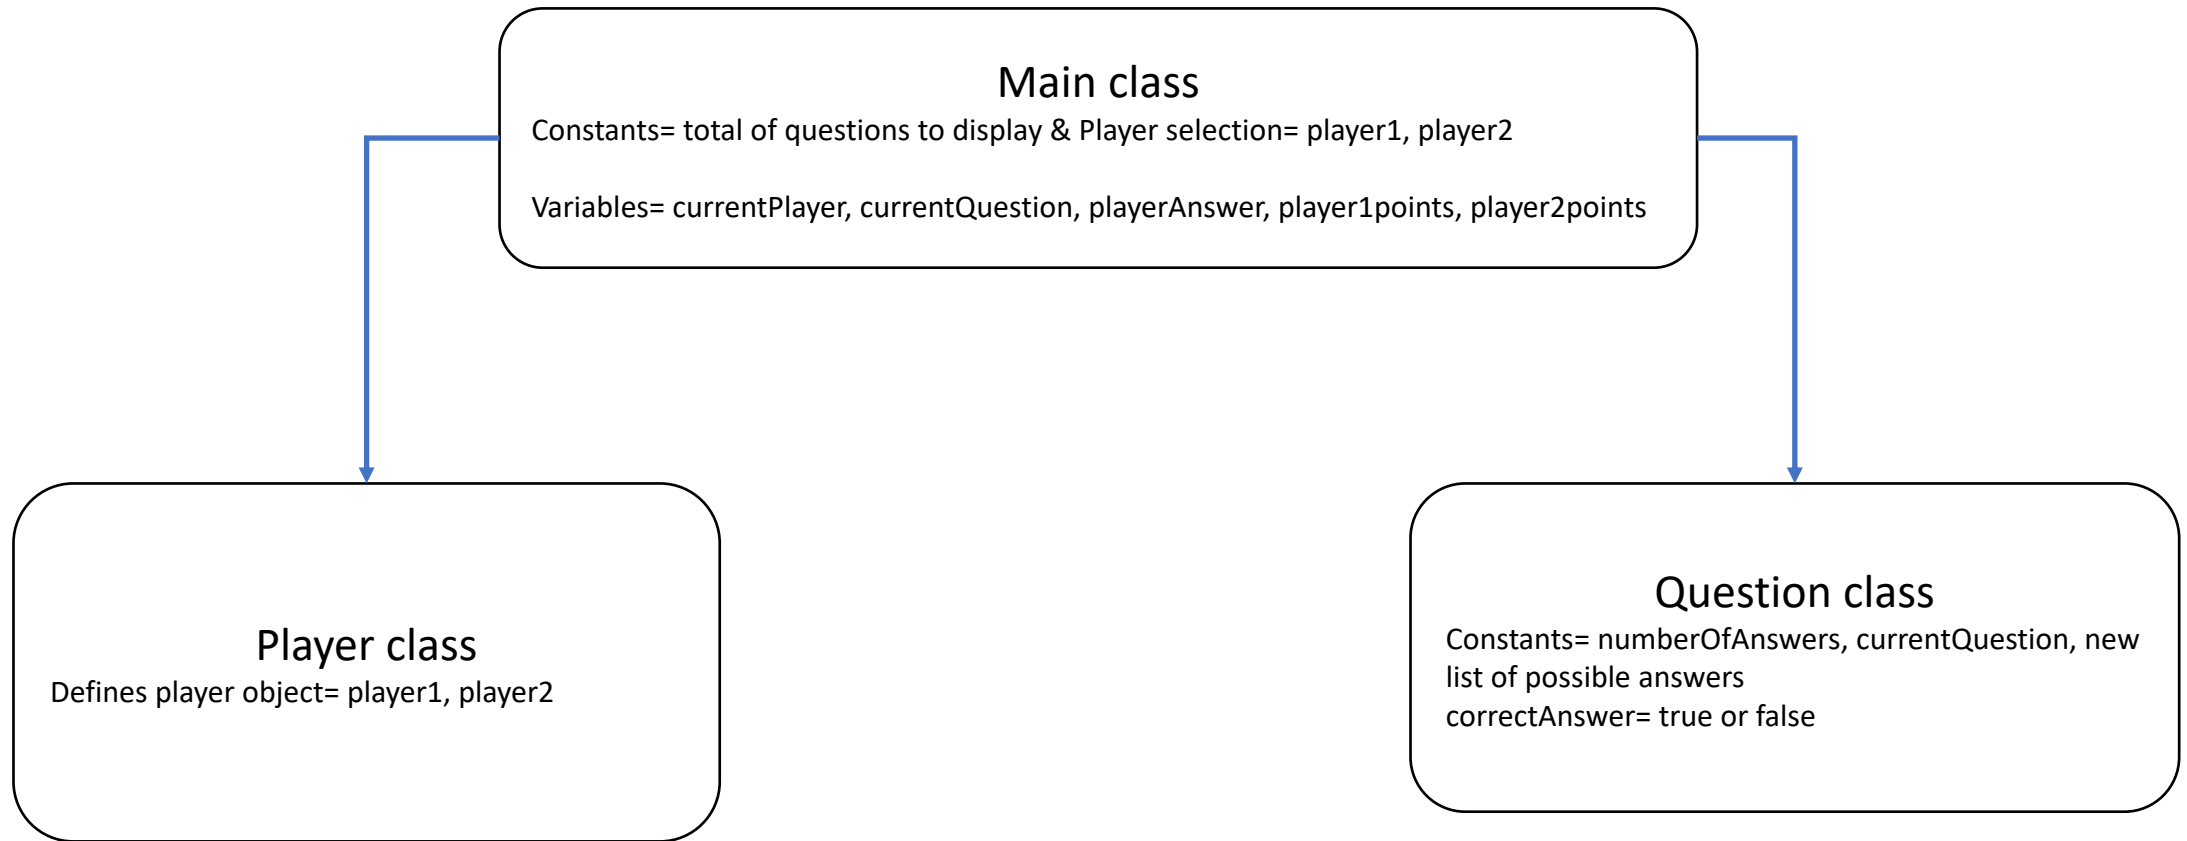 Main class
Constants= total of questions to display & Player selection= player1, player2
Variables= currentPlayer, currentQuestion, playerAnswer, player1points, player2points
Player class
Defines player object= player1, player2
Question class
Constants= numberOfAnswers, currentQuestion, new
list of possible answers
correctAnswer= true or false